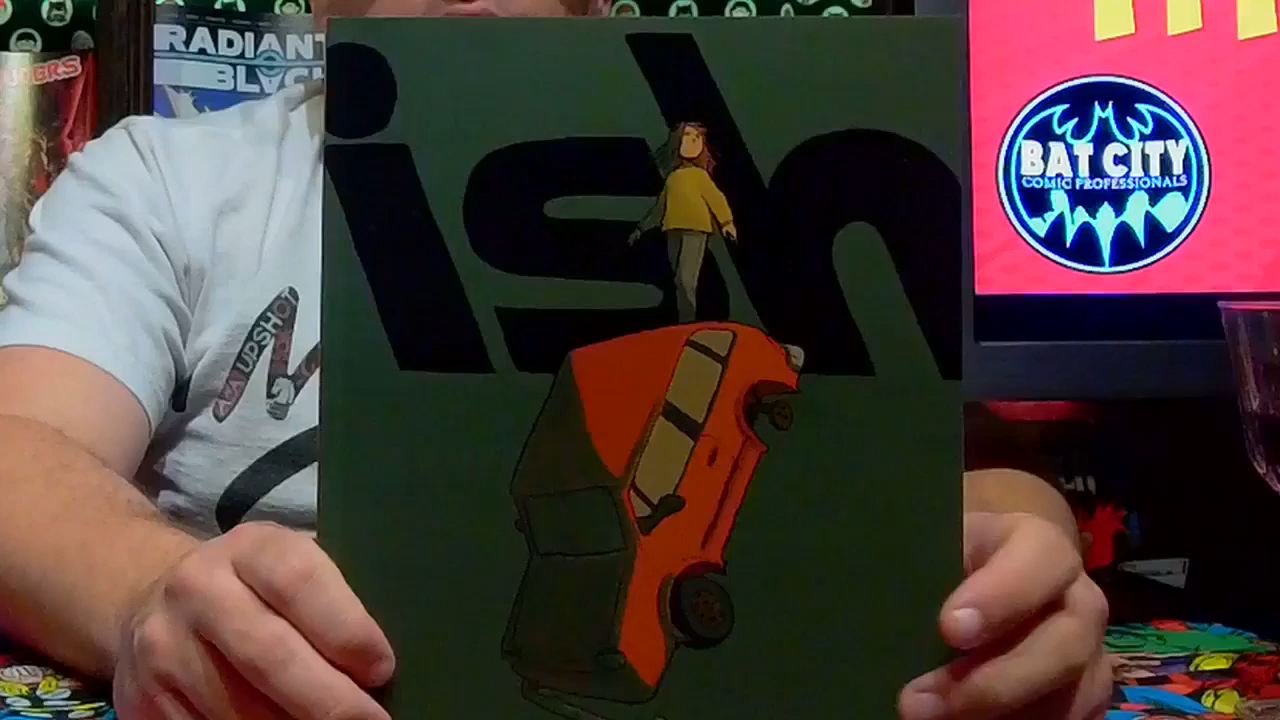 RADIANT
BLACK
ish
BAT CITY
COMIC PROFESSIONALS
UPSHOT